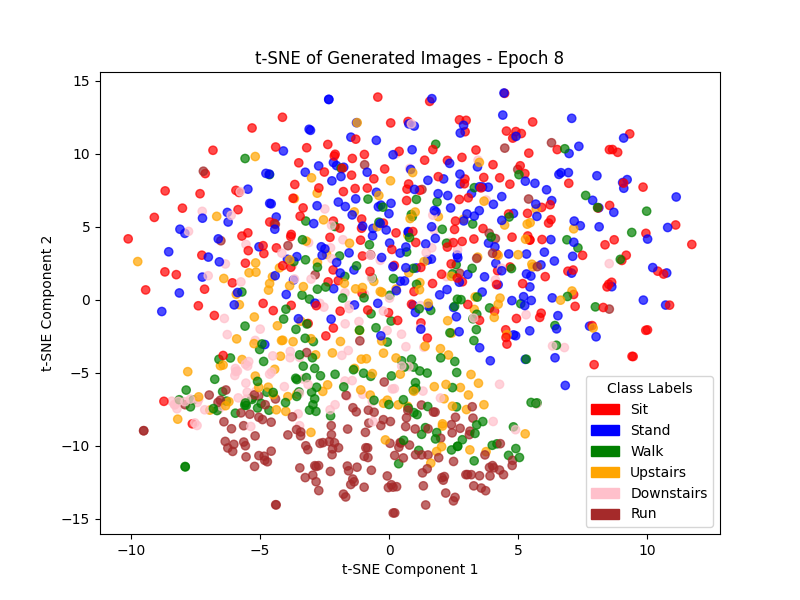 t-SNE of Generated Images - Epoch 8
t-SNE Component 2
15
10
5
0
−5
−10
−15
Class Labels
Sit
Stand
Walk
Upstairs
Downstairs
Run
−10
−5
0
5
10
t-SNE Component 1